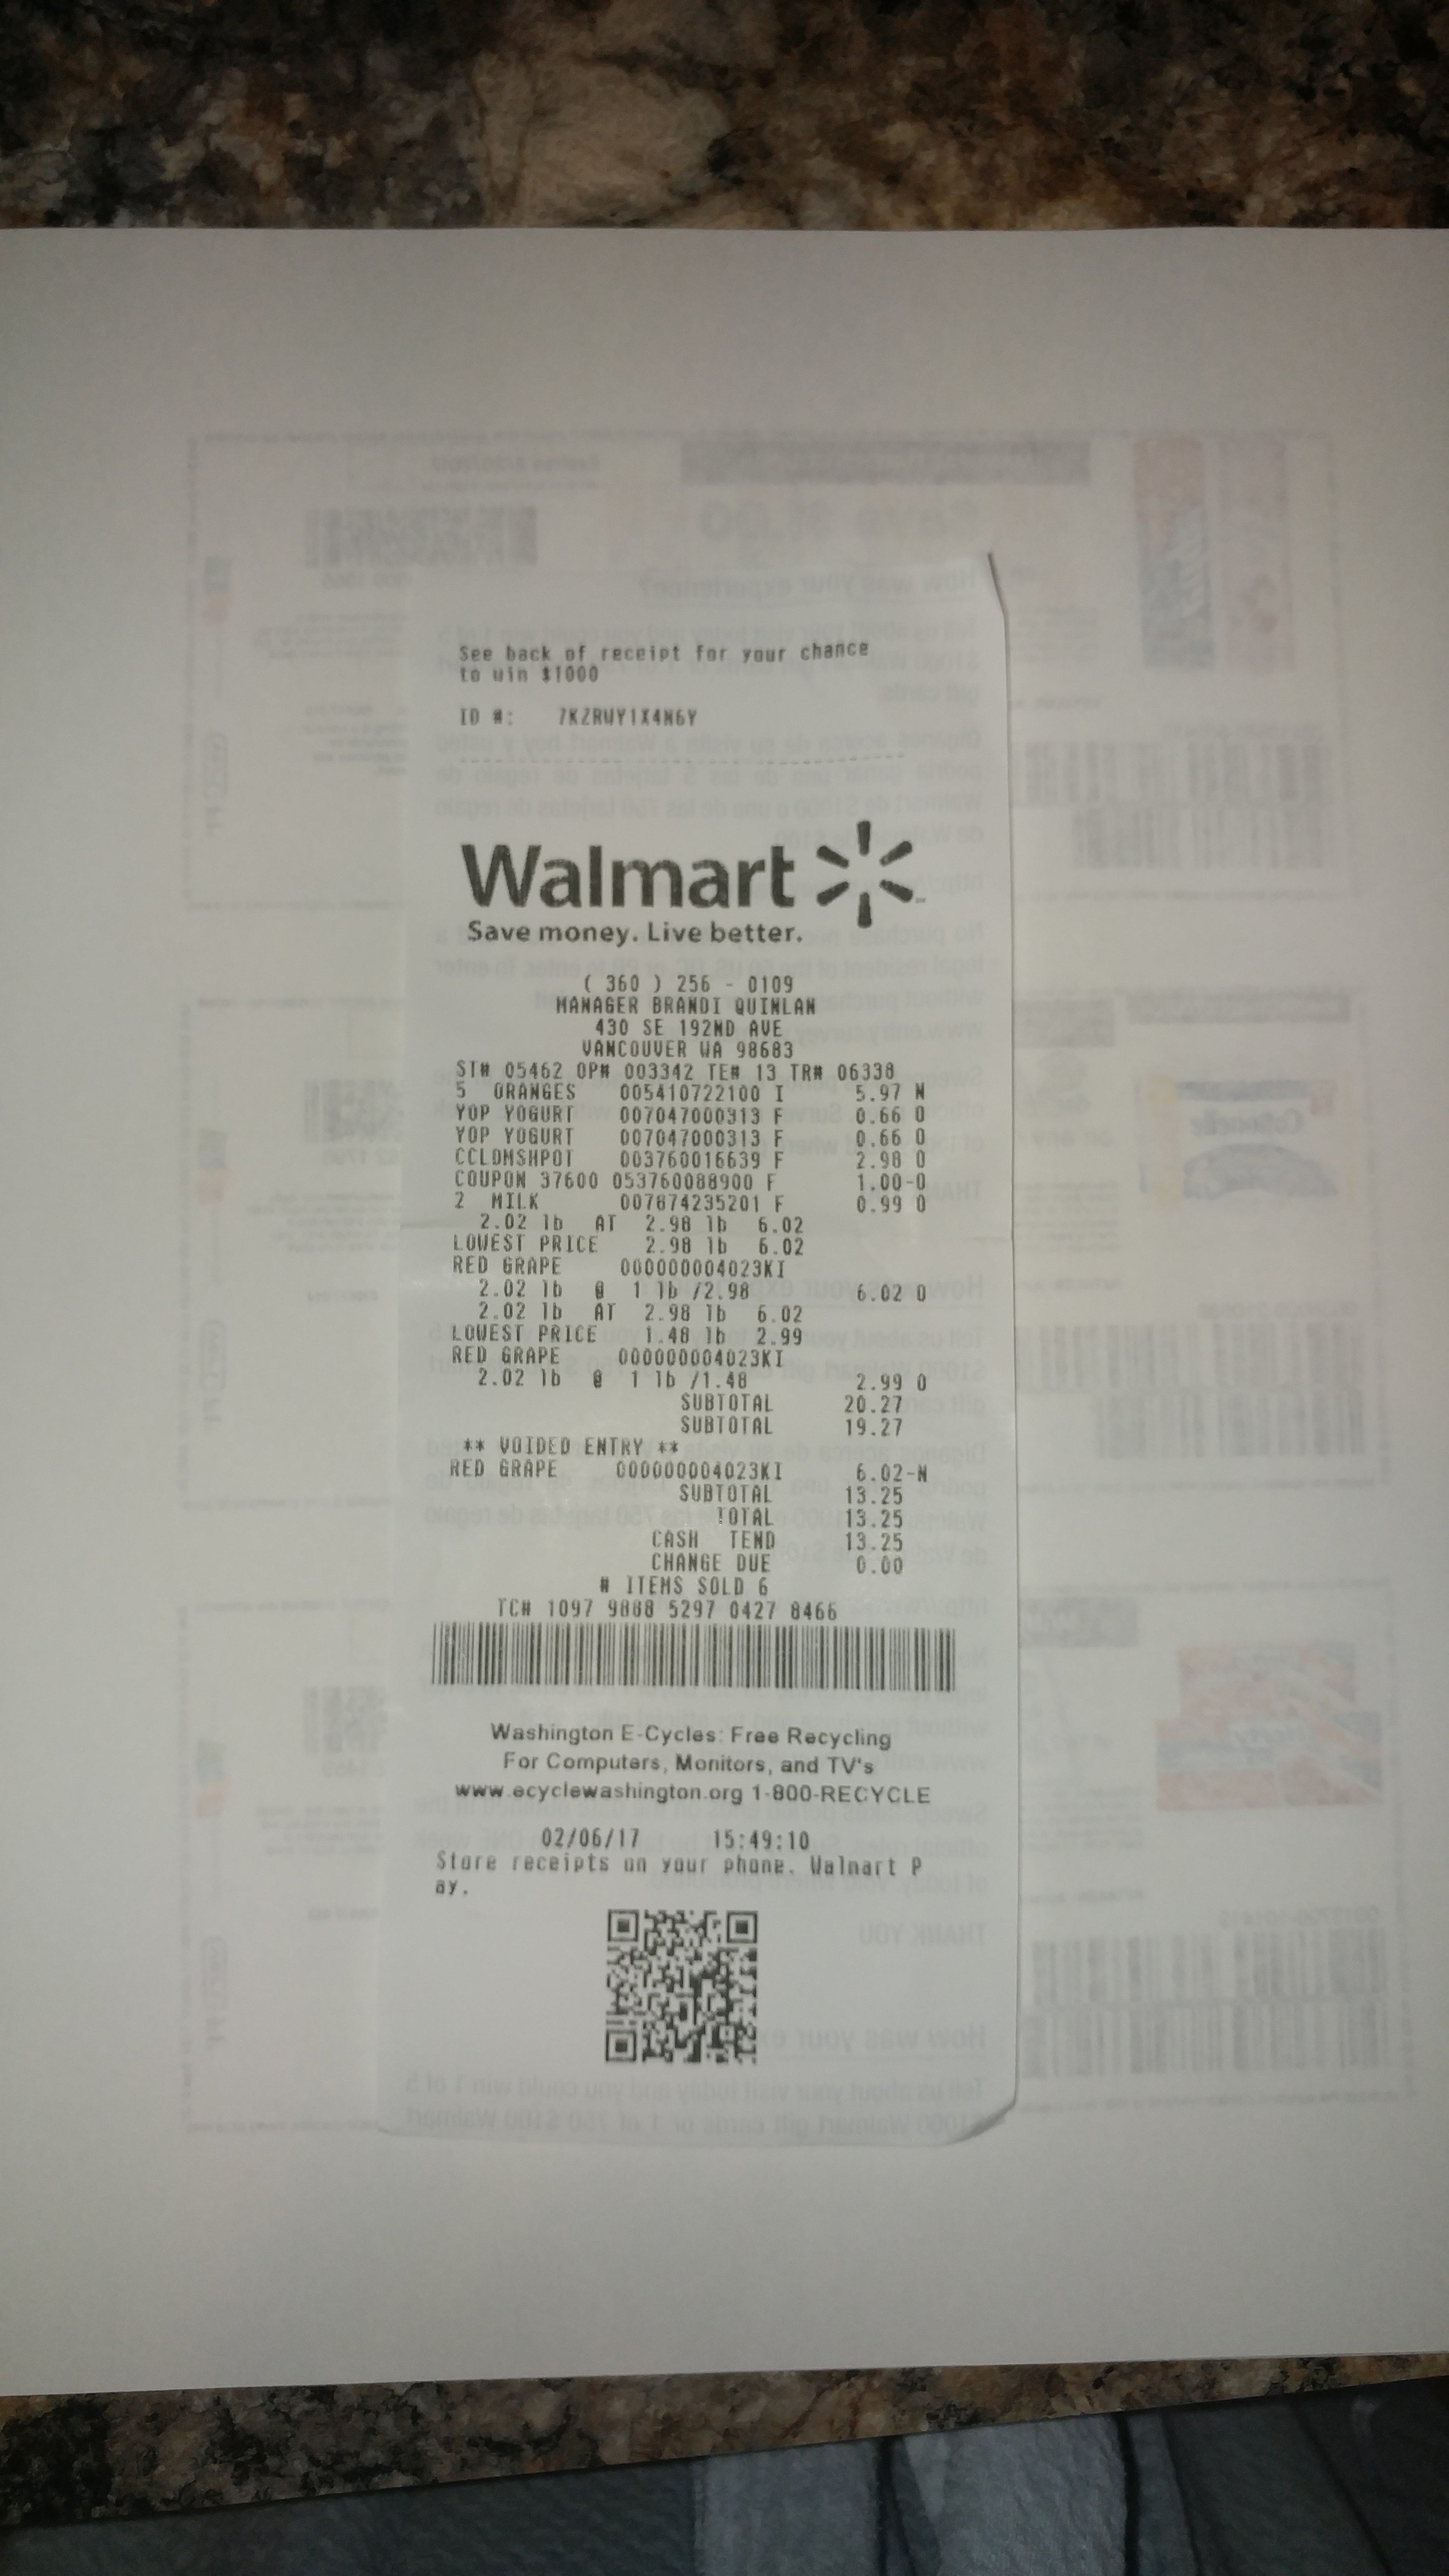 See back of receipt for your chance
to win $1000
ID #: 7KZRWY1X4N6Y
Walmart
Save money. Live better.
( 360 ) 256 - 0109
MANAGER BRANDI QUINLAN
430 SE 192ND AVE
VANCOUVER WA 98683
ST# 05462 OP# 003342 TE# 13 TR# 06338
5 ORANGES 005410722100 I 5.97 N
YOP YOGURT 007047000313 F 0.66 O
YOP YOGURT 007047000313 F 0.66 O
CCLDMSHPOT 003760016639 F 2.98 O
COUPON 37600 053760088900 F 1.00-O
2 MILK 007874235201 F 0.99 O
2.02 lb AT 2.98 lb 6.02
LOWEST PRICE 2.98 lb 6.02
RED GRAPE 000000004023KI
2.02 lb @ 1 lb /2.98 6.02 O
2.02 lb AT 2.98 lb 6.02
LOWEST PRICE 1.48 lb 2.99
RED GRAPE 000000004023KI
2.02 lb @ 1 lb /1.48 2.99 O
SUBTOTAL 20.27
SUBTOTAL 19.27
** VOIDED ENTRY **
RED GRAPE 000000004023KI 6.02-N
SUBTOTAL 13.25
TOTAL 13.25
CASH TEND 13.25
CHANGE DUE 0.00
# ITEMS SOLD 6
TC# 1097 9888 5297 0427 8466
Washington E-Cycles: Free Recycling
For Computers, Monitors, and TV's
www.ecyclewashington.org 1-800-RECYCLE
02/06/17 15:49:10
Store receipts on your phone. Walmart P
ay.